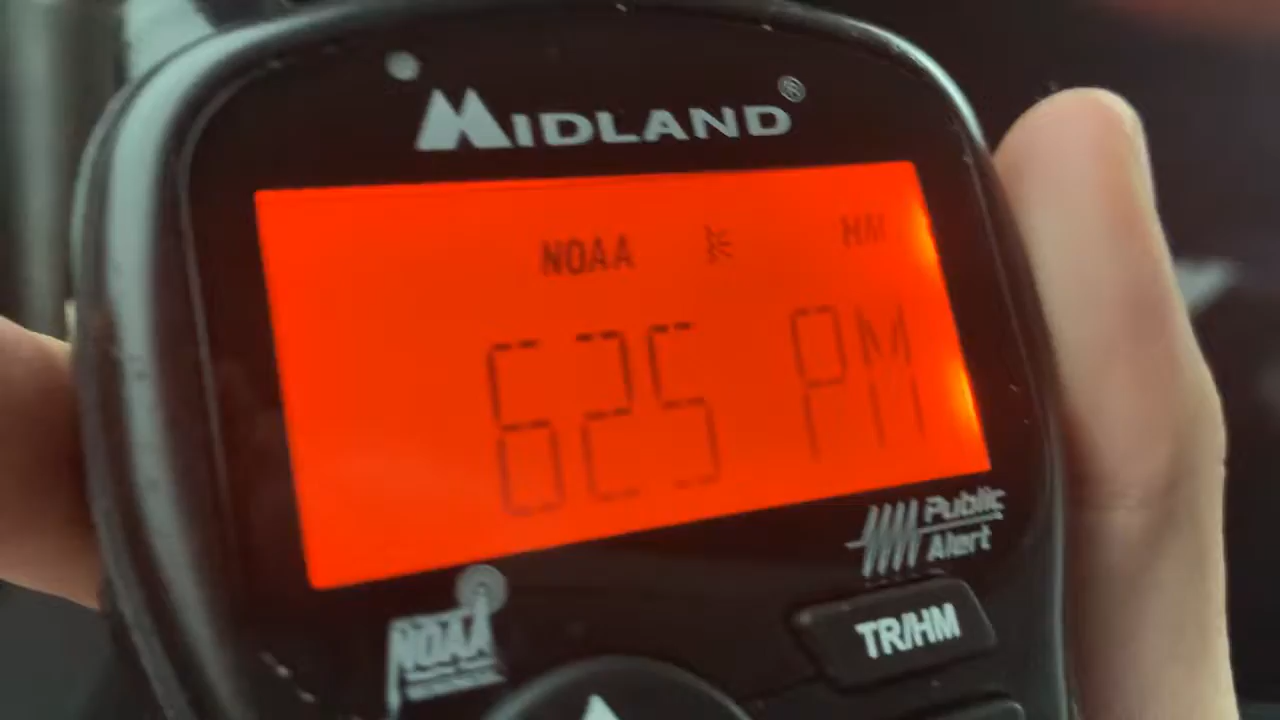 MIDLAND®
NOAA HM
625 PM
Public
Alert
NOAA
TR/HM